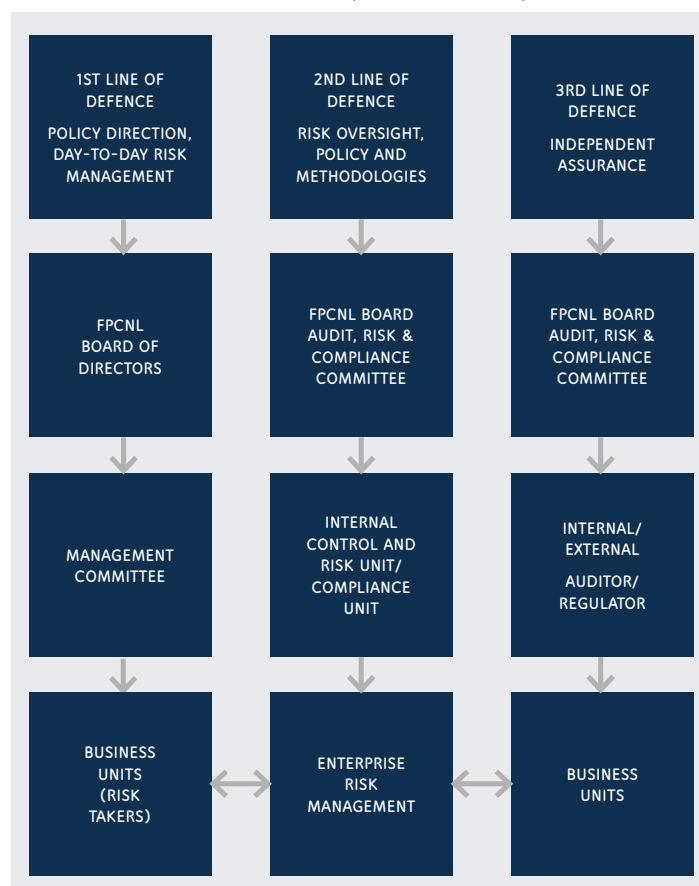 1ST LINE OF
DEFENCE
POLICY DIRECTION,
DAY-TO-DAY RISK
MANAGEMENT
2ND LINE OF
DEFENCE
RISK OVERSIGHT,
POLICY AND
METHODOLOGIES
3RD LINE OF
DEFENCE
INDEPENDENT
ASSURANCE
FPCNL
BOARD OF
DIRECTORS
FPCNL BOARD
AUDIT, RISK &
COMPLIANCE
COMMITTEE
FPCNL BOARD
AUDIT, RISK &
COMPLIANCE
COMMITTEE
MANAGEMENT
COMMITTEE
INTERNAL
CONTROL AND
RISK UNIT/
COMPLIANCE
UNIT
INTERNAL/
EXTERNAL
AUDITOR/
REGULATOR
BUSINESS
UNITS
(RISK
TAKERS)
ENTERPRISE
RISK
MANAGEMENT
BUSINESS
UNITS